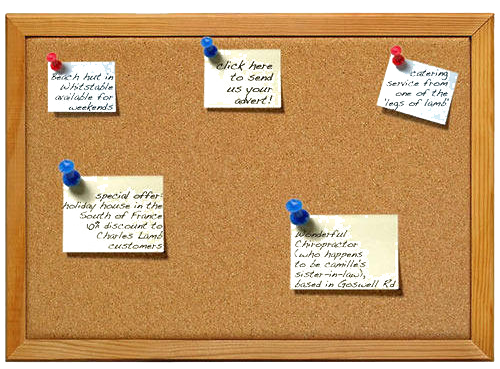 Beach hut in
whitstable
available for
weekends
click here
to send
us your
advert!
catering
service from
one of the
'legs of lamb'
special offer:
holiday house in the
South of France
10% discount to
Charles Lamb
customers
Wonderful
Chiropractor
(who happens
to be camille's
sister-in-law),
based in Goswell Rd